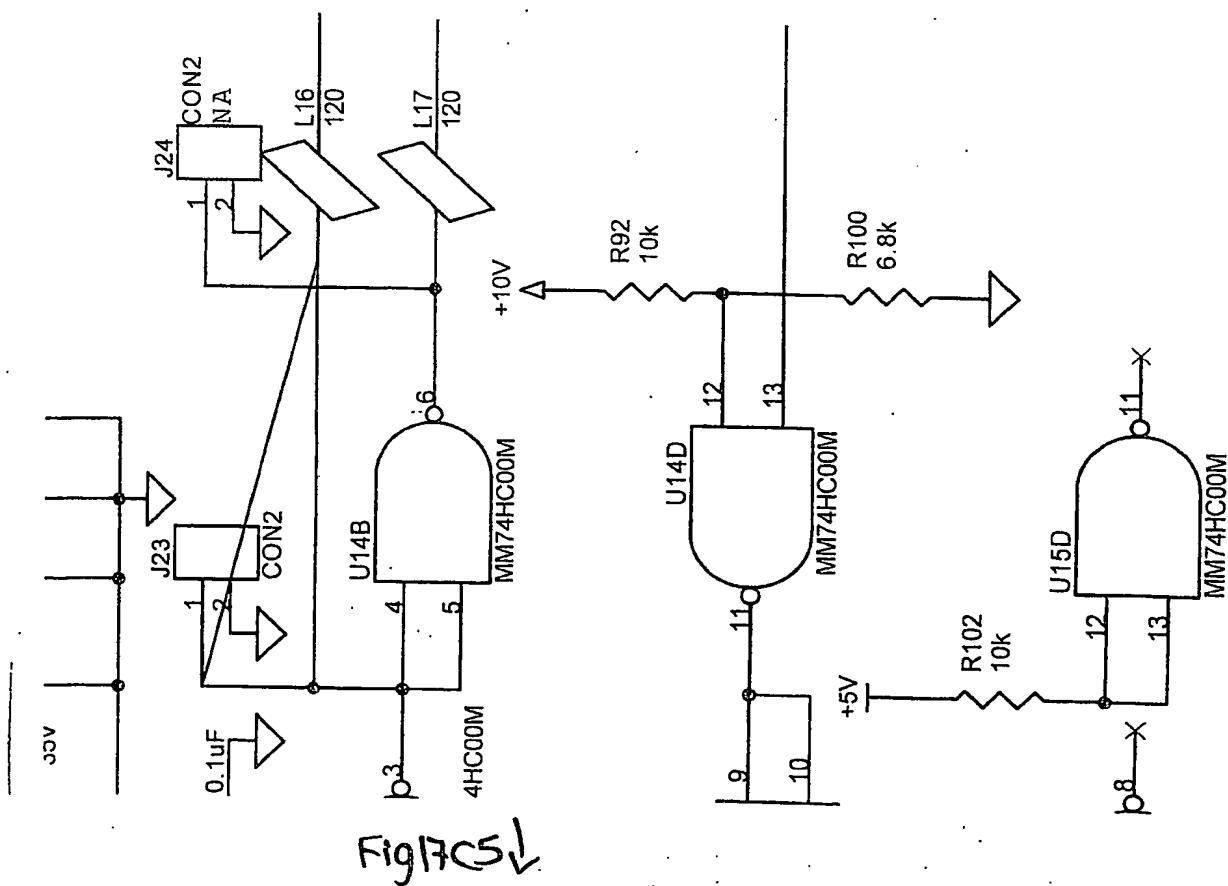 35V
0.1uF
J23
CON2
1
2
J24
CON2
NA
1
2
L16
120
L17
120
3
4HC00M
4
5
U14B
MM74HC00M
6
+10V
R92
10k
R100
6.8k
12
13
U14D
MM74HC00M
11
9
10
+5V
R102
10k
12
13
U15D
MM74HC00M
11
8
Fig17C5